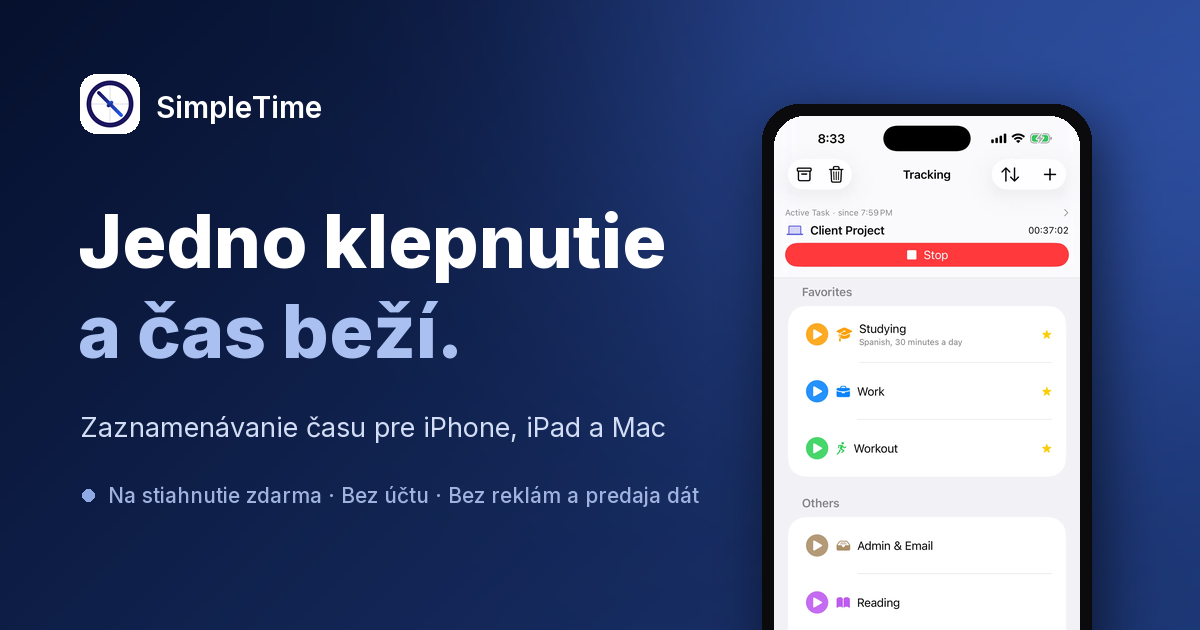 SimpleTime
Jedno klepnutie
a čas beží.
Zaznamenávanie času pre iPhone, iPad a Mac
Na stiahnutie zdarma · Bez účtu · Bez reklám a predaja dát
8:33
Tracking
Active Task · since 7:59 PM
Client Project
00:37:02
Stop
Favorites
Studying
Spanish, 30 minutes a day
Work
Workout
Others
Admin & Email
Reading